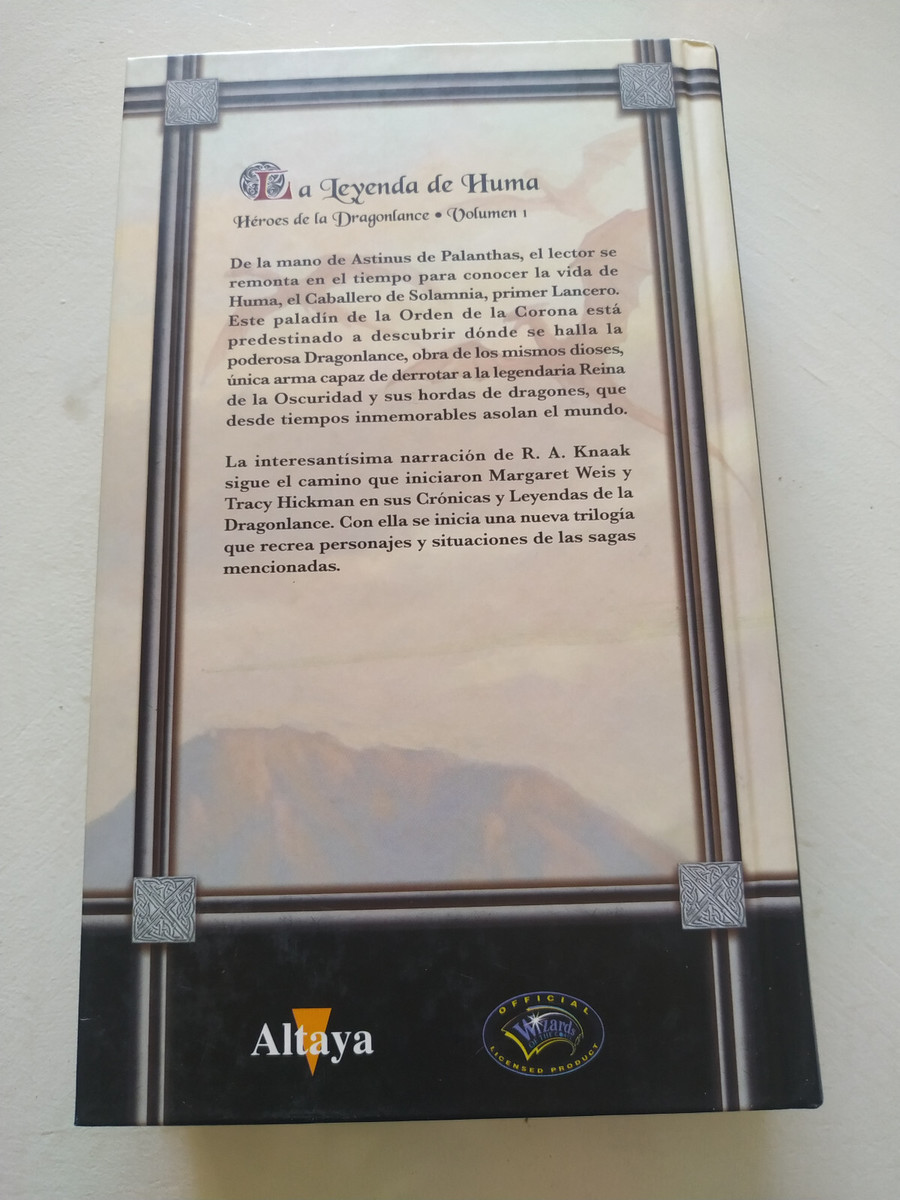 La Leyenda de Huma
Héroes de la Dragonlance • Volumen 1
De la mano de Astinus de Palanthas, el lector se
remonta en el tiempo para conocer la vida de
Huma, el Caballero de Solamnia, primer Lancero.
Este paladín de la Orden de la Corona está
predestinado a descubrir dónde se halla la
poderosa Dragonlance, obra de los mismos dioses,
única arma capaz de derrotar a la legendaria Reina
de la Oscuridad y sus hordas de dragones, que
desde tiempos inmemorables asolan el mundo.
La interesantísima narración de R. A. Knaak
sigue el camino que iniciaron Margaret Weis y
Tracy Hickman en sus Crónicas y Leyendas de la
Dragonlance. Con ella se inicia una nueva trilogía
que recrea personajes y situaciones de las sagas
mencionadas.
Altaya
OFFICIAL
Wizards
OF THE COAST
LICENSED PRODUCT